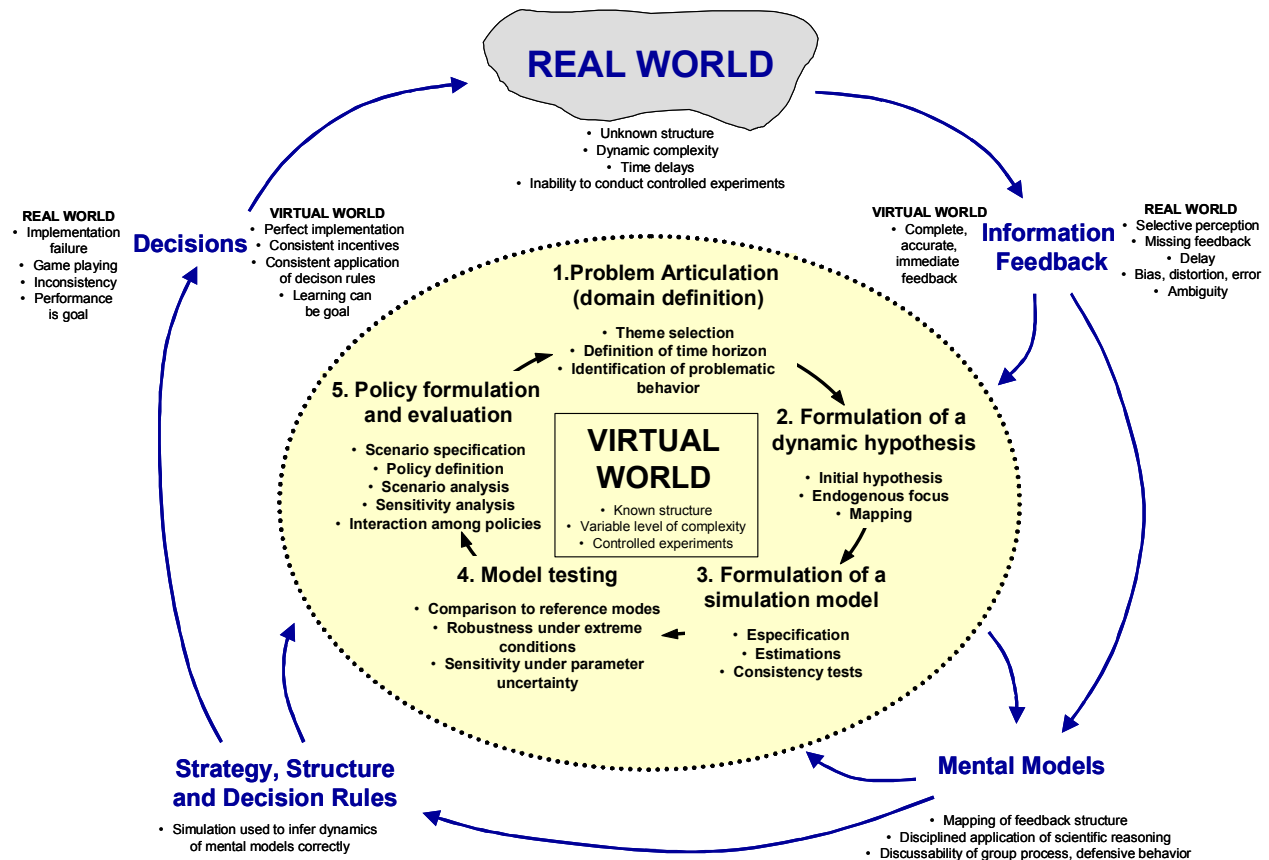 REAL WORLD
• Unknown structure
• Dynamic complexity
• Time delays
• Inability to conduct controlled experiments
REAL WORLD
• Implementation
failure
• Game playing
• Inconsistency
• Performance
is goal
Decisions
VIRTUAL WORLD
• Perfect implementation
• Consistent incentives
• Consistent application
of decison rules
• Learning can
be goal
VIRTUAL WORLD
• Complete,
accurate,
immediate
feedback
Information
Feedback
REAL WORLD
• Selective perception
• Missing feedback
• Delay
• Bias, distortion, error
• Ambiguity
1.Problem Articulation
(domain definition)
• Theme selection
• Definition of time horizon
• Identification of problematic
behavior
5. Policy formulation
and evaluation
• Scenario specification
• Policy definition
• Scenario analysis
• Sensitivity analysis
• Interaction among policies
VIRTUAL
WORLD
• Known structure
• Variable level of complexity
• Controlled experiments
2. Formulation of a
dynamic hypothesis
• Initial hypothesis
• Endogenous focus
• Mapping
4. Model testing
• Comparison to reference modes
• Robustness under extreme
conditions
• Sensitivity under parameter
uncertainty
3. Formulation of a
simulation model
• Especification
• Estimations
• Consistency tests
Strategy, Structure
and Decision Rules
• Simulation used to infer dynamics
of mental models correctly
Mental Models
• Mapping of feedback structure
• Disciplined application of scientific reasoning
• Discussability of group process, defensive behavior